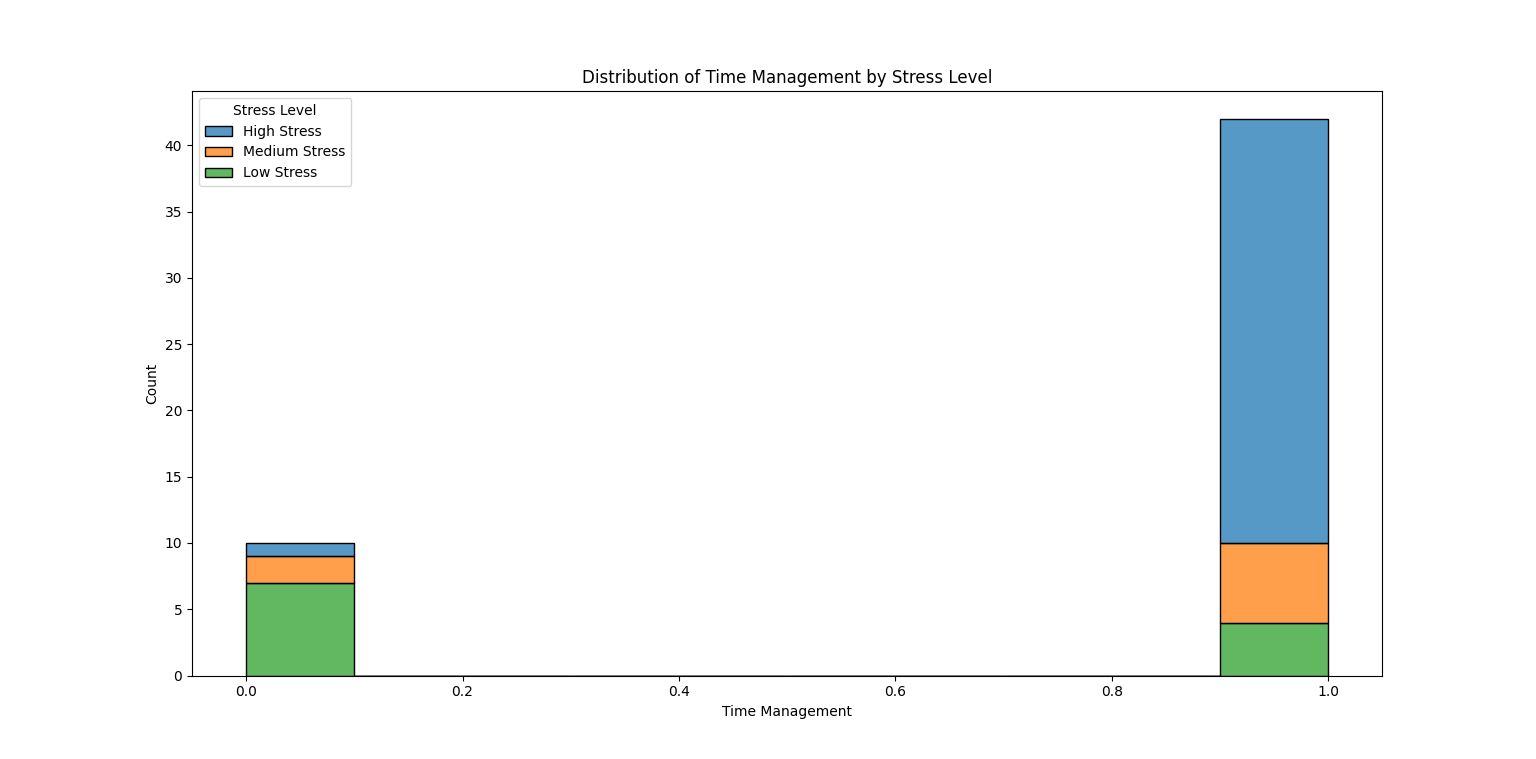 Distribution of Time Management by Stress Level
Stress Level
High Stress
Medium Stress
Low Stress
Count
40
35
30
25
20
15
10
5
0
0.0 0.2 0.4 0.6 0.8 1.0
Time Management